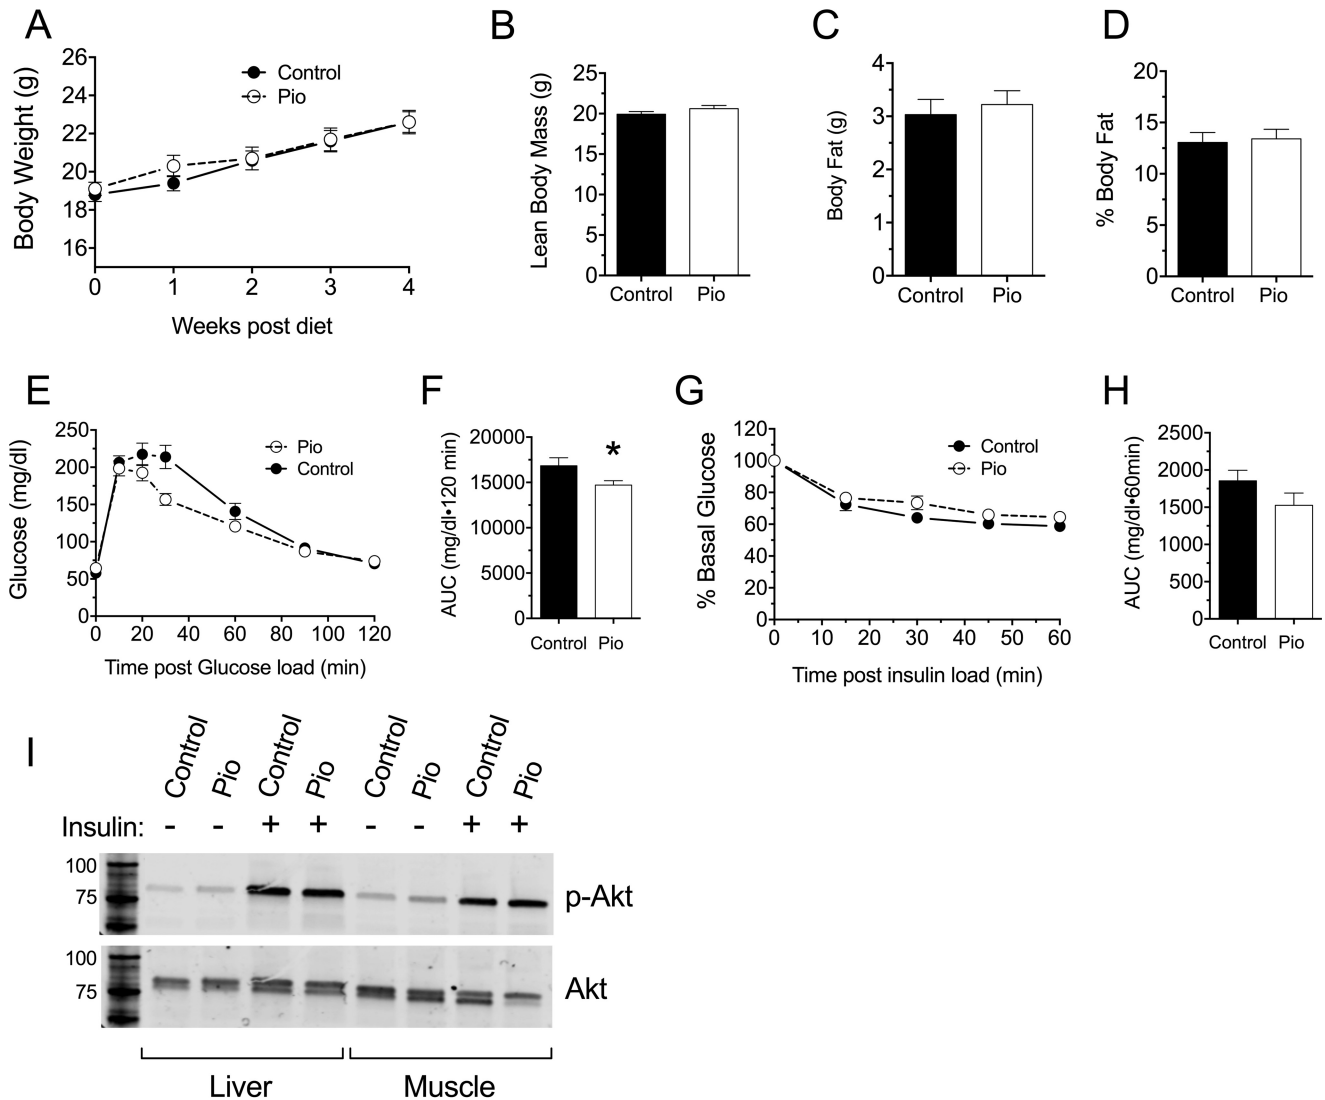 A
Body Weight (g)
26
24
22
20
18
16
0 1 2 3 4
Weeks post diet
Control
Pio
B
Lean Body Mass (g)
25
20
15
10
5
0
Control Pio
C
Body Fat (g)
4
3
2
1
0
Control Pio
D
% Body Fat
20
15
10
5
0
Control Pio
E
Glucose (mg/dl)
250
200
150
100
50
0
0 20 40 60 80 100 120
Time post Glucose load (min)
Pio
Control
F
AUC (mg/dl•120 min)
20000
15000
10000
5000
0
*
Control Pio
G
% Basal Glucose
120
100
80
60
40
20
0
0 10 20 30 40 50 60
Time post insulin load (min)
Control
Pio
H
AUC (mg/dl•60min)
2500
2000
1500
1000
500
0
Control Pio
I
Control Pio Control Pio Control Pio Control Pio
Insulin: - - + + - - + +
100
75
p-Akt
100
75
Akt
Liver Muscle